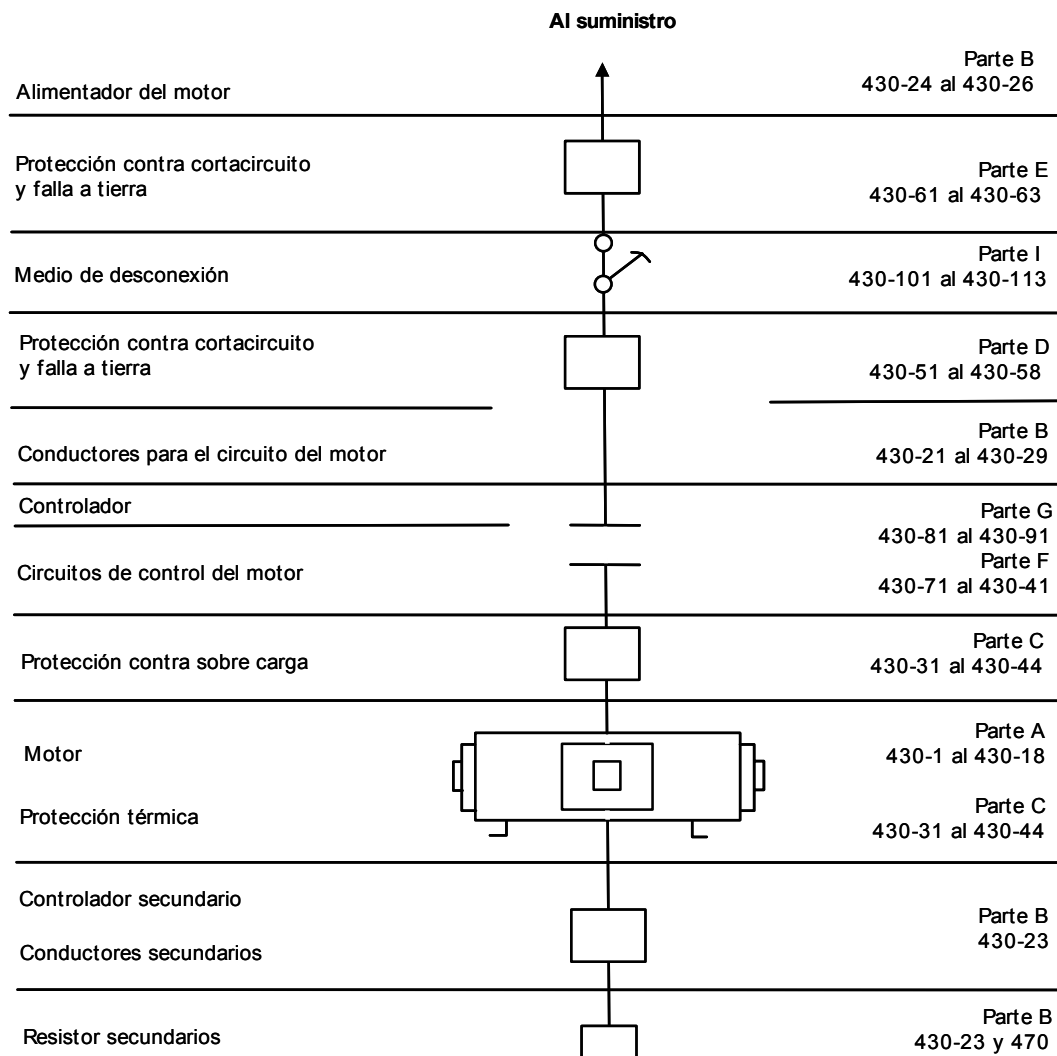 Al suministro
Alimentador del motor
Parte B
430-24 al 430-26
Protección contra cortacircuito
y falla a tierra
Parte E
430-61 al 430-63
Medio de desconexión
Parte I
430-101 al 430-113
Protección contra cortacircuito
y falla a tierra
Parte D
430-51 al 430-58
Conductores para el circuito del motor
Parte B
430-21 al 430-29
Controlador
Parte G
430-81 al 430-91
Circuitos de control del motor
Parte F
430-71 al 430-41
Protección contra sobre carga
Parte C
430-31 al 430-44
Motor
Parte A
430-1 al 430-18
Protección térmica
Parte C
430-31 al 430-44
Controlador secundario
Conductores secundarios
Parte B
430-23
Resistor secundarios
Parte B
430-23 y 470